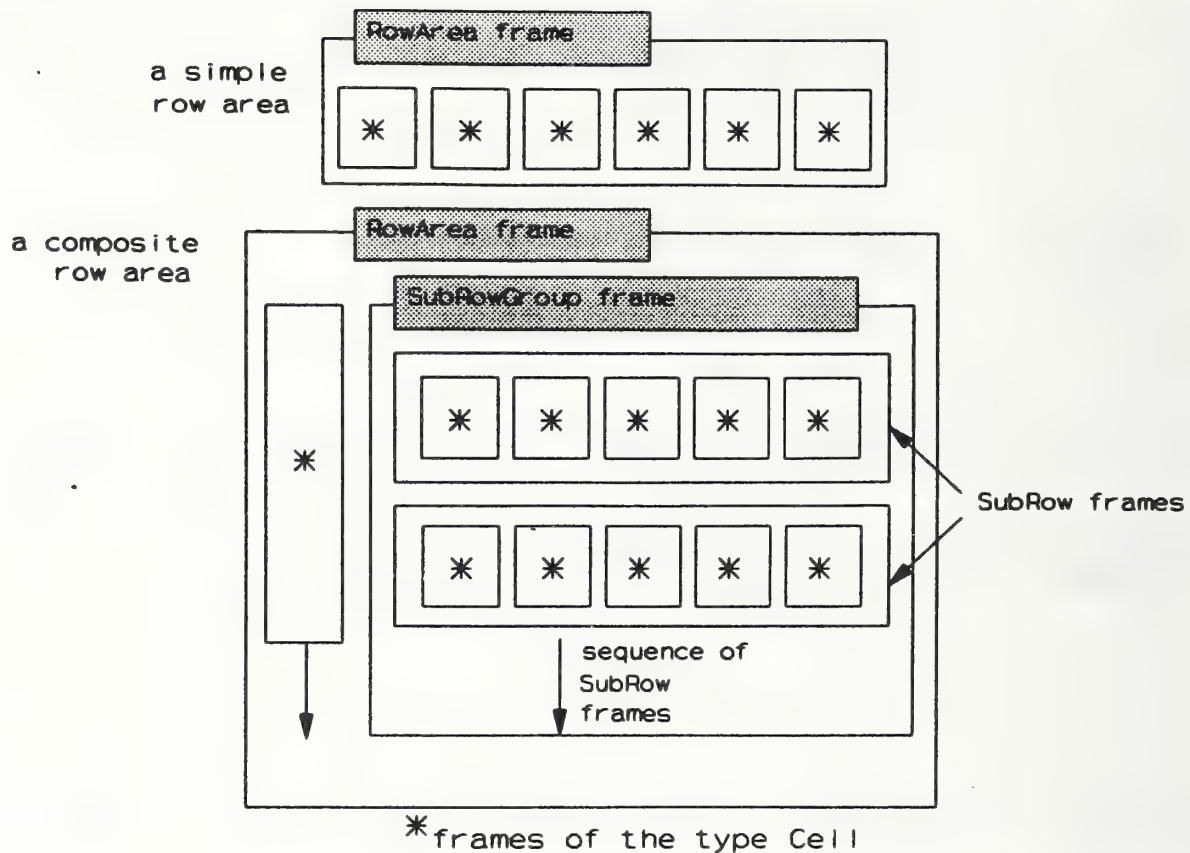 RowArea frame
a simple
row area
* * * * * *
RowArea frame
a composite
row area
SubRowGroup frame
* * * * *
*
SubRow frames
* * * * *
sequence of
SubRow
frames
*frames of the type Cell